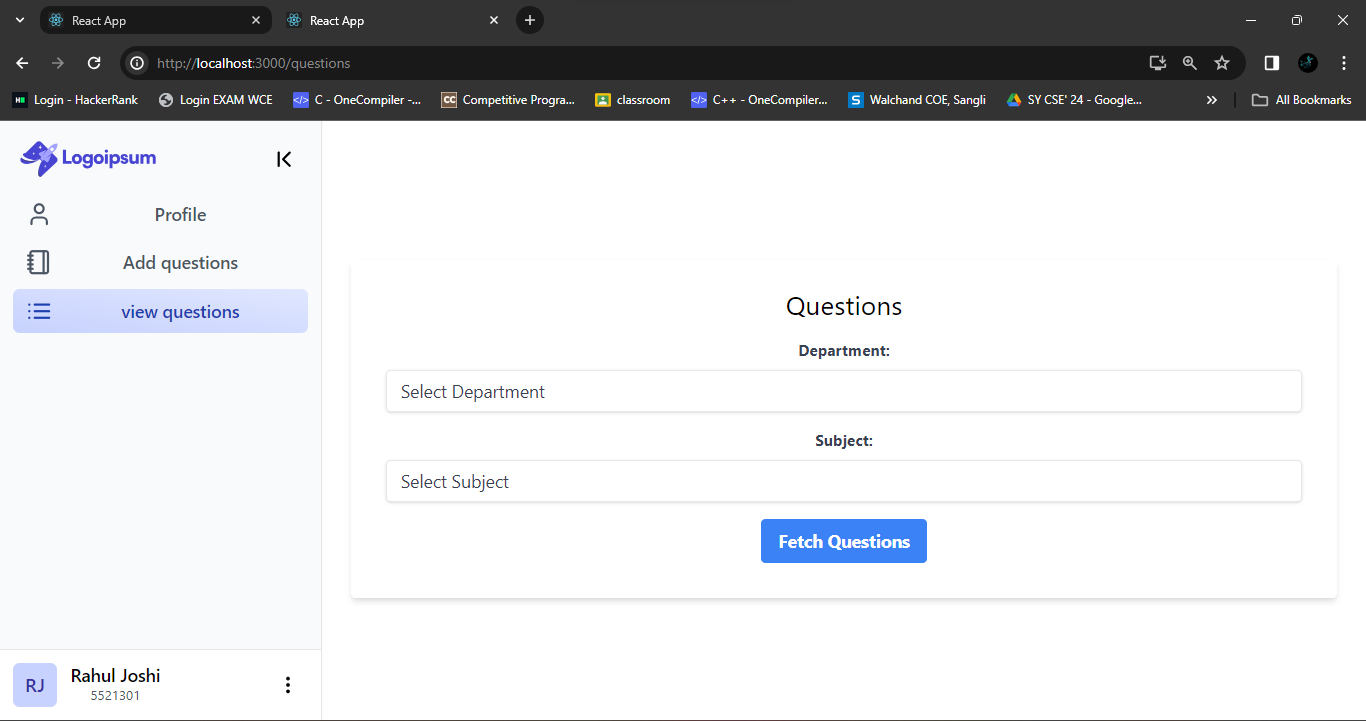 React App
React App
http://localhost:3000/questions
Login - HackerRank
Login EXAM WCE
C - OneCompiler -...
CC
Competitive Progra...
classroom
C++ - OneCompiler...
S
Walchand COE, Sangli
SY CSE' 24 - Google...
All Bookmarks
Logoipsum
Profile
Add questions
view questions
Questions
Department:
Select Department
Subject:
Select Subject
Fetch Questions
RJ
Rahul Joshi
5521301